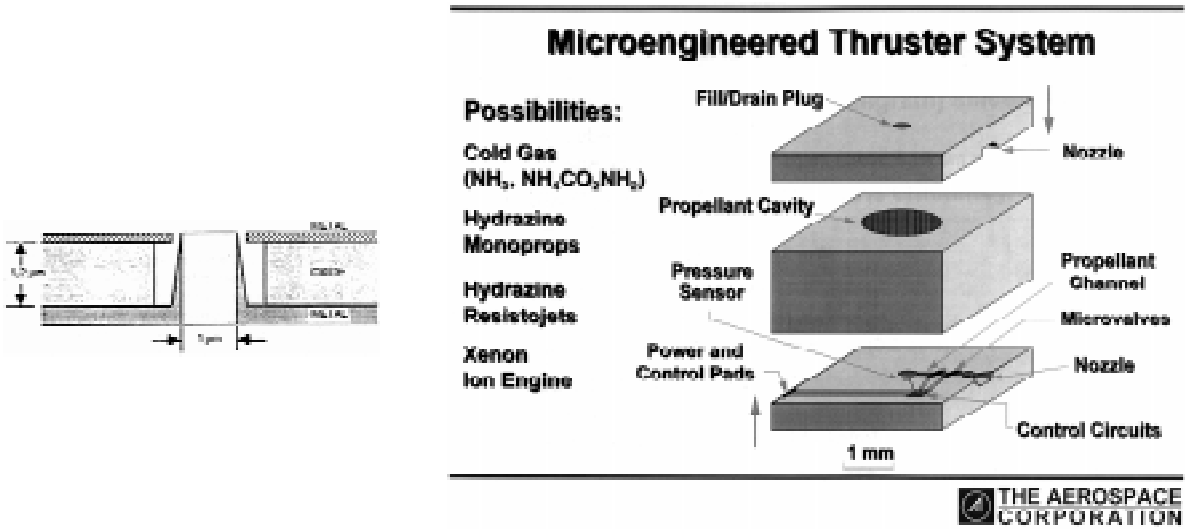 METAL
METAL
1 μm
Microengineered Thruster System
Possibilities:
Cold Gas
(NH₃, NH₄CO₂NH₂)
Hydrazine
Monoprops
Hydrazine
Resistojets
Xenon
Ion Engine
Fill/Drain Plug
Nozzle
Propellant Cavity
Pressure
Sensor
Propellant
Channel
Microvalves
Power and
Control Pads
Nozzle
Control Circuits
1 mm
THE AEROSPACE
CORPORATION